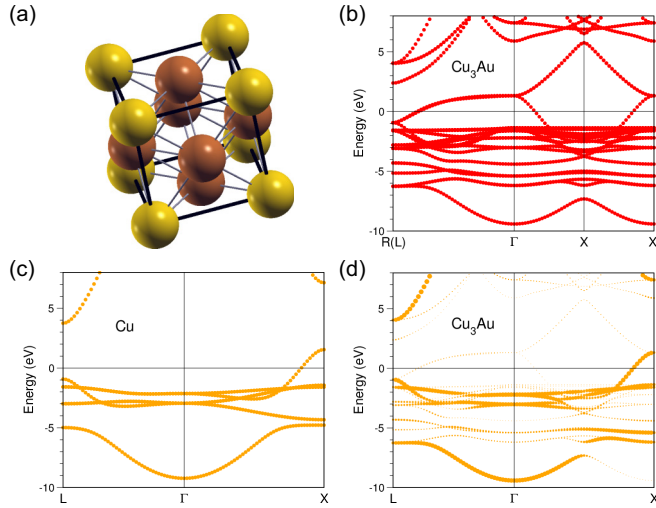 (a)
(b)
Cu3Au
Energy (eV)
5
0
-5
-10
R(L)
Γ
X
X
(c)
Cu
Energy (eV)
5
0
-5
-10
L
Γ
X
(d)
Cu3Au
Energy (eV)
5
0
-5
-10
L
Γ
X